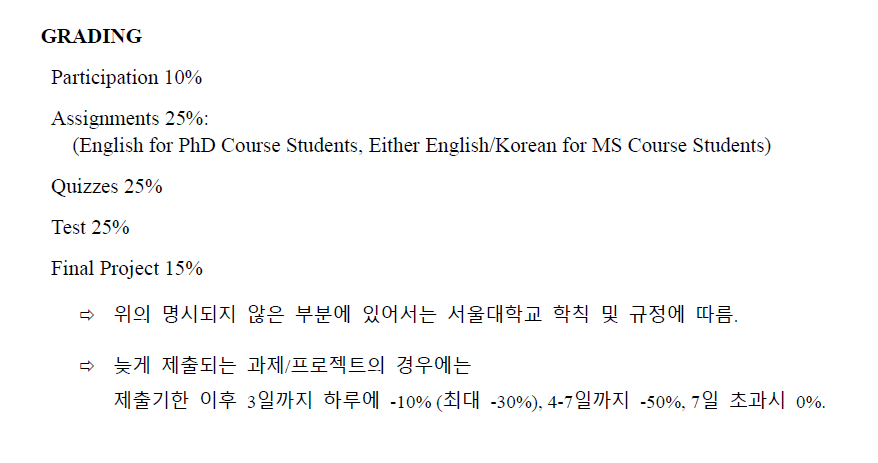 GRADING
Participation 10%
Assignments 25%:
(English for PhD Course Students, Either English/Korean for MS Course Students)
Quizzes 25%
Test 25%
Final Project 15%
⇨ 위의 명시되지 않은 부분에 있어서는 서울대학교 학칙 및 규정에 따름.
⇨ 늦게 제출되는 과제/프로젝트의 경우에는
제출기한 이후 3일까지 하루에 -10% (최대 -30%), 4-7일까지 -50%, 7일 초과시 0%.